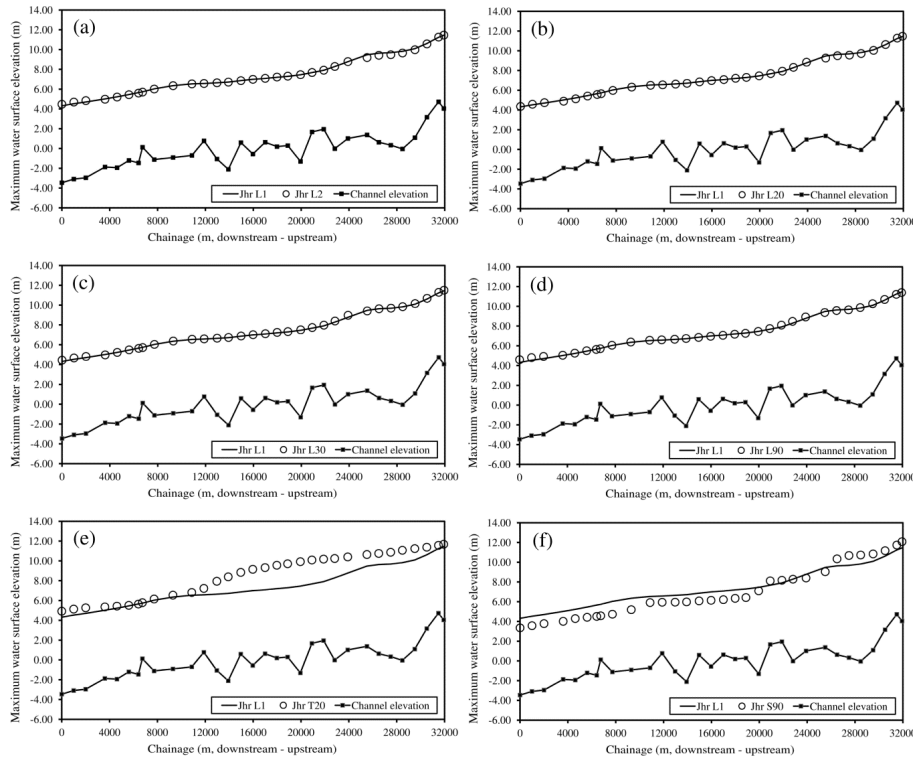 (a)
Maximum water surface elevation (m)
14.00
12.00
10.00
8.00
6.00
4.00
2.00
0.00
-2.00
-4.00
-6.00
Jhr L1 Jhr L2 Channel elevation
0 4000 8000 12000 16000 20000 24000 28000 32000
Chainage (m, downstream - upstream)
(b)
Maximum water surface elevation (m)
14.00
12.00
10.00
8.00
6.00
4.00
2.00
0.00
-2.00
-4.00
-6.00
Jhr L1 Jhr L20 Channel elevation
0 4000 8000 12000 16000 20000 24000 28000 32000
Chainage (m, downstream - upstream)
(c)
Maximum water surface elevation (m)
14.00
12.00
10.00
8.00
6.00
4.00
2.00
0.00
-2.00
-4.00
-6.00
Jhr L1 Jhr L30 Channel elevation
0 4000 8000 12000 16000 20000 24000 28000 32000
Chainage (m, downstream - upstream)
(d)
Maximum water surface elevation (m)
14.00
12.00
10.00
8.00
6.00
4.00
2.00
0.00
-2.00
-4.00
-6.00
Jhr L1 Jhr L90 Channel elevation
0 4000 8000 12000 16000 20000 24000 28000 32000
Chainage (m, downstream - upstream)
(e)
Maximum water surface elevation (m)
14.00
12.00
10.00
8.00
6.00
4.00
2.00
0.00
-2.00
-4.00
-6.00
Jhr L1 Jhr T20 Channel elevation
0 4000 8000 12000 16000 20000 24000 28000 32000
Chainage (m, downstream - upstream)
(f)
Maximum water surface elevation (m)
14.00
12.00
10.00
8.00
6.00
4.00
2.00
0.00
-2.00
-4.00
-6.00
Jhr L1 Jhr S90 Channel elevation
0 4000 8000 12000 16000 20000 24000 28000 32000
Chainage (m, downstream - upstream)